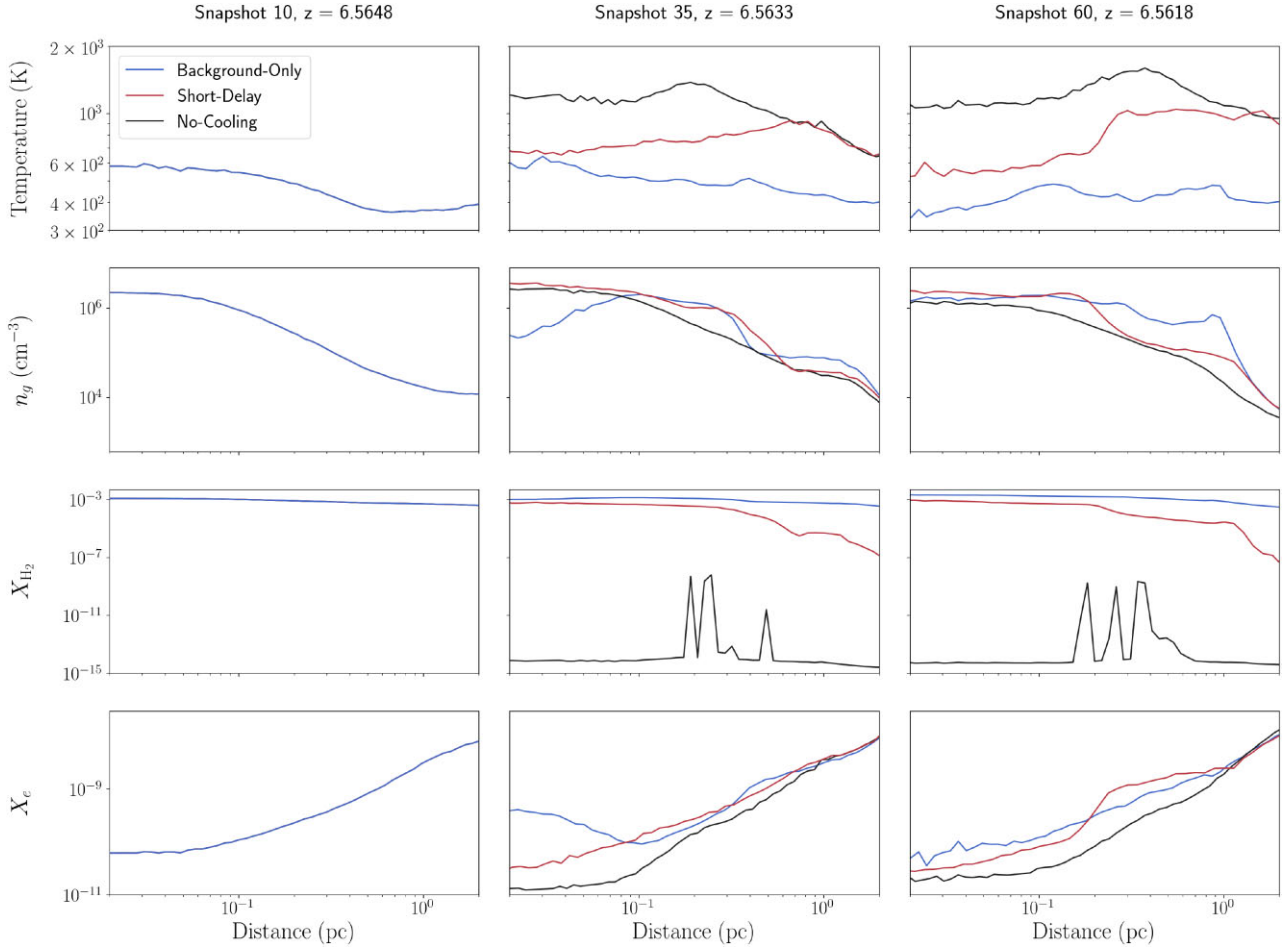 Snapshot 10, z = 6.5648
Snapshot 35, z = 6.5633
Snapshot 60, z = 6.5618
Temperature (K)
2 × 10³
10³
6 × 10²
4 × 10²
3 × 10²
Background-Only
Short-Delay
No-Cooling
n_g (cm⁻³)
10⁶
10⁴
X_H₂
10⁻³
10⁻⁷
10⁻¹¹
10⁻¹⁵
X_e
10⁻⁹
10⁻¹¹
10⁻¹ 10⁰
10⁻¹ 10⁰
10⁻¹ 10⁰
Distance (pc)
Distance (pc)
Distance (pc)